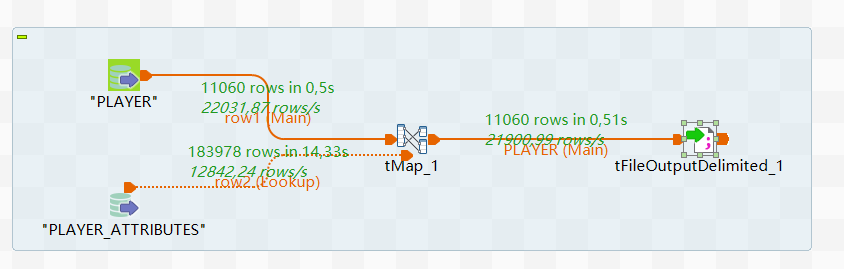 "PLAYER"
11060 rows in 0,5s
22031,87 rows/s
row1 (Main)
183978 rows in 14,33s
12842,24 rows/s
row2 (Lookup)
"PLAYER_ATTRIBUTES"
tMap_1
11060 rows in 0,51s
21900,99 rows/s
PLAYER (Main)
tFileOutputDelimited_1